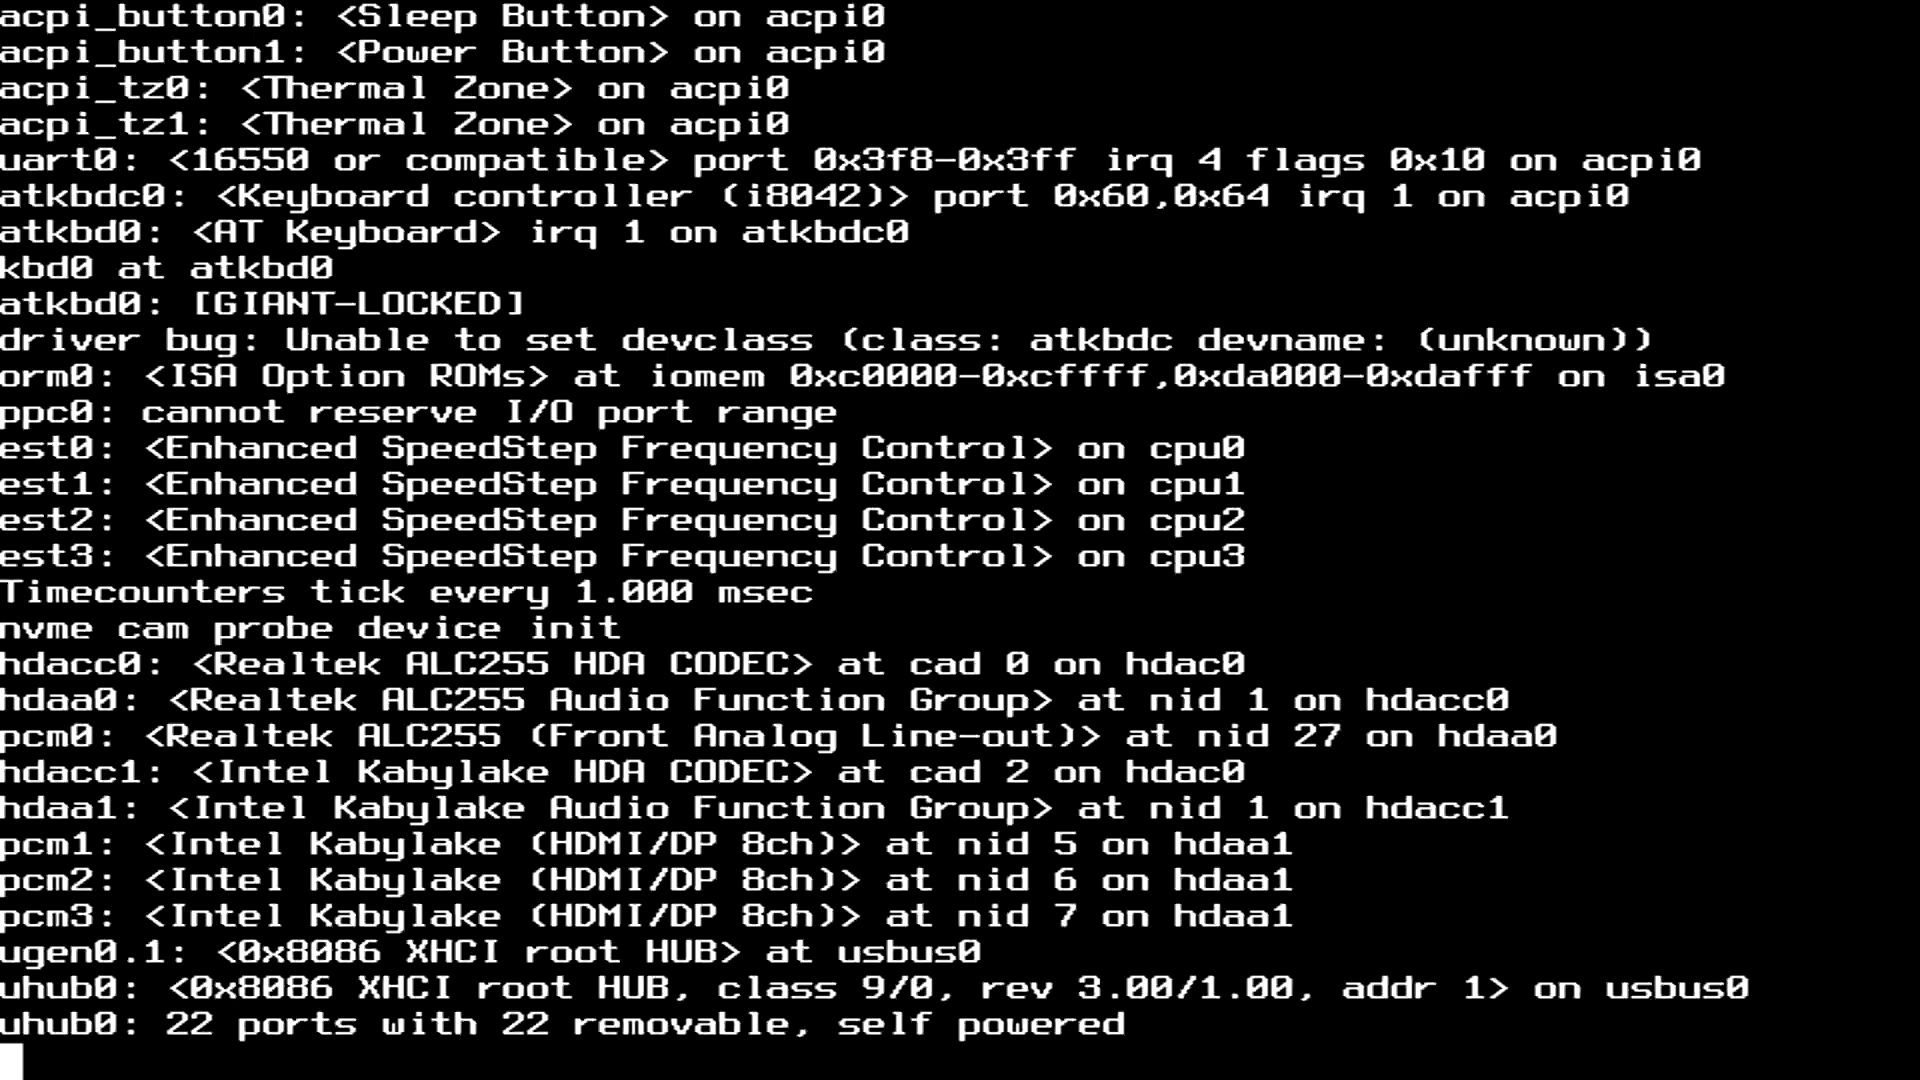 acpi_button0: <Sleep Button> on acpi0
acpi_button1: <Power Button> on acpi0
acpi_tz0: <Thermal Zone> on acpi0
acpi_tz1: <Thermal Zone> on acpi0
uart0: <16550 or compatible> port 0x3f8-0x3ff irq 4 flags 0x10 on acpi0
atkbdc0: <Keyboard controller (i8042)> port 0x60,0x64 irq 1 on acpi0
atkbd0: <AT Keyboard> irq 1 on atkbdc0
kbd0 at atkbd0
atkbd0: [GIANT-LOCKED]
driver bug: Unable to set devclass (class: atkbdc devname: (unknown))
orm0: <ISA Option ROMs> at iomem 0xc0000-0xcffff,0xda000-0xdafff on isa0
ppc0: cannot reserve I/O port range
est0: <Enhanced SpeedStep Frequency Control> on cpu0
est1: <Enhanced SpeedStep Frequency Control> on cpu1
est2: <Enhanced SpeedStep Frequency Control> on cpu2
est3: <Enhanced SpeedStep Frequency Control> on cpu3
Timecounters tick every 1.000 msec
nvme cam probe device init
hdacc0: <Realtek ALC255 HDA CODEC> at cad 0 on hdac0
hdaa0: <Realtek ALC255 Audio Function Group> at nid 1 on hdacc0
pcm0: <Realtek ALC255 (Front Analog Line-out)> at nid 27 on hdaa0
hdacc1: <Intel Kabylake HDA CODEC> at cad 2 on hdac0
hdaa1: <Intel Kabylake Audio Function Group> at nid 1 on hdacc1
pcm1: <Intel Kabylake (HDMI/DP 8ch)> at nid 5 on hdaa1
pcm2: <Intel Kabylake (HDMI/DP 8ch)> at nid 6 on hdaa1
pcm3: <Intel Kabylake (HDMI/DP 8ch)> at nid 7 on hdaa1
ugen0.1: <0x8086 XHCI root HUB> at usbus0
uhub0: <0x8086 XHCI root HUB, class 9/0, rev 3.00/1.00, addr 1> on usbus0
uhub0: 22 ports with 22 removable, self powered